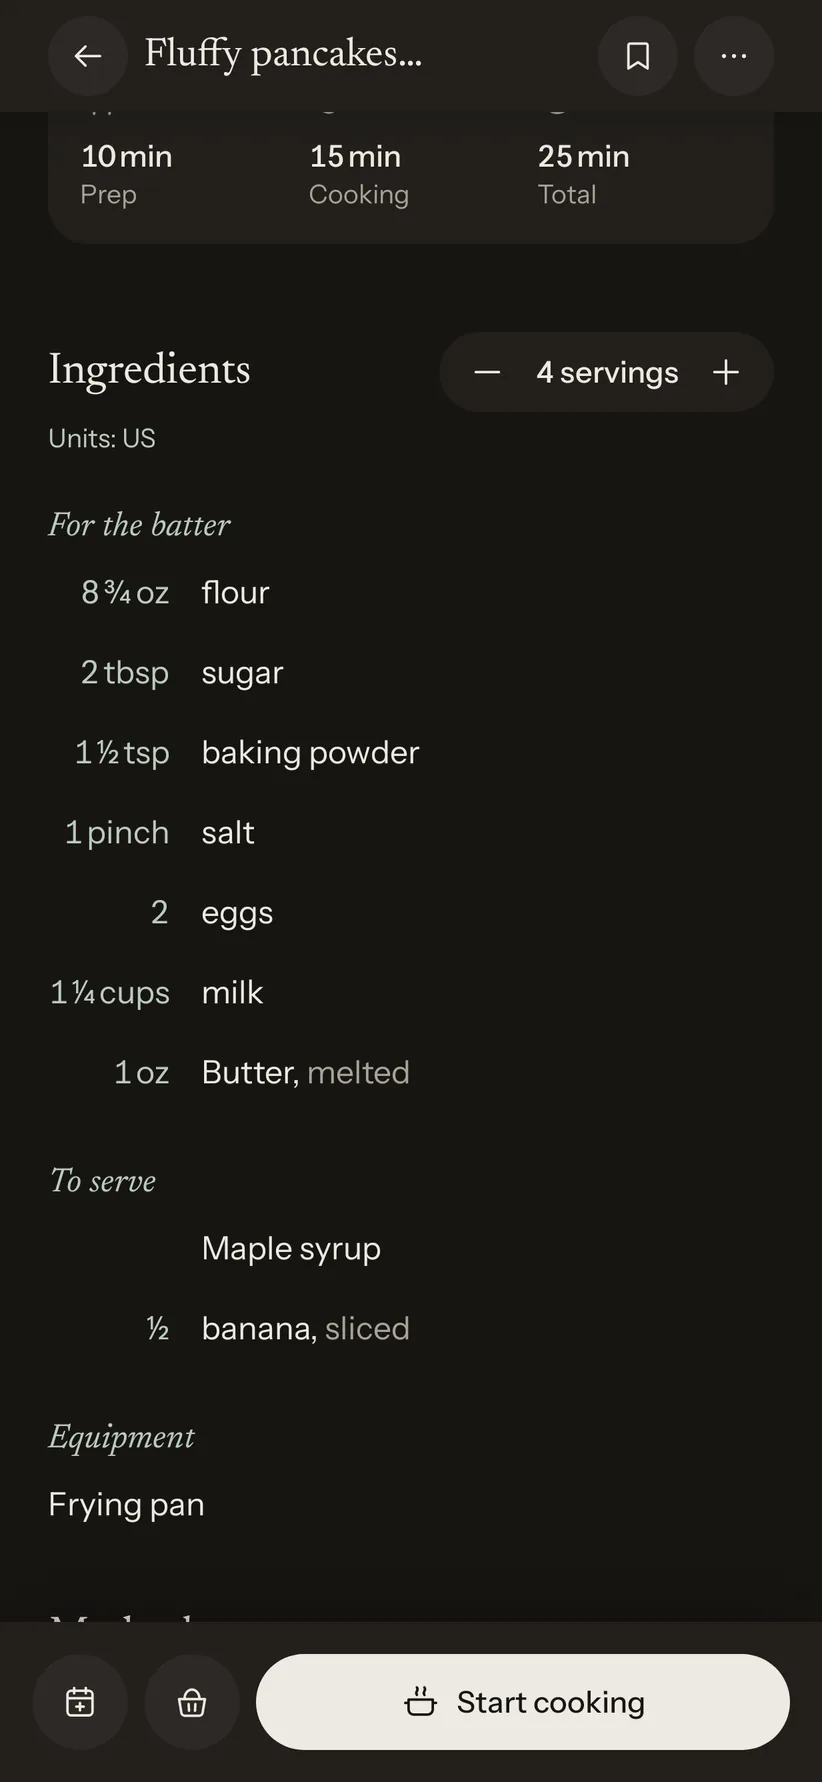 Fluffy pancakes...
10 min
15 min
25 min
Prep
Cooking
Total
Ingredients
4 servings
Units: US
For the batter
8 ¾ oz flour
2 tbsp sugar
1 ½ tsp baking powder
1 pinch salt
2 eggs
1 ¼ cups milk
1 oz Butter, melted
To serve
Maple syrup
½ banana, sliced
Equipment
Frying pan
Start cooking